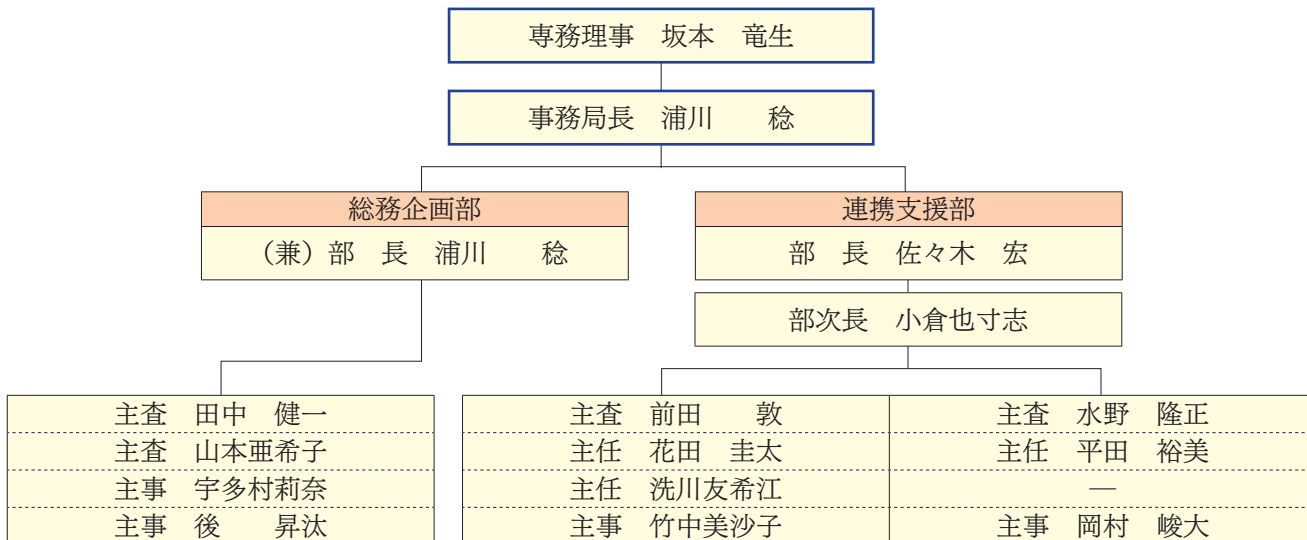 専務理事　坂本　竜生
事務局長　浦川　　稔
総務企画部
（兼）部　長　浦川　　稔
連携支援部
部　長　佐々木　宏
部次長　小倉也寸志
主査　田中　健一
主査　山本亜希子
主事　宇多村莉奈
主事　後　　昇汰
主査　前田　　敦
主任　花田　圭太
主任　洗川友希江
主事　竹中美沙子
主査　水野　隆正
主任　平田　裕美
―
主事　岡村　峻大